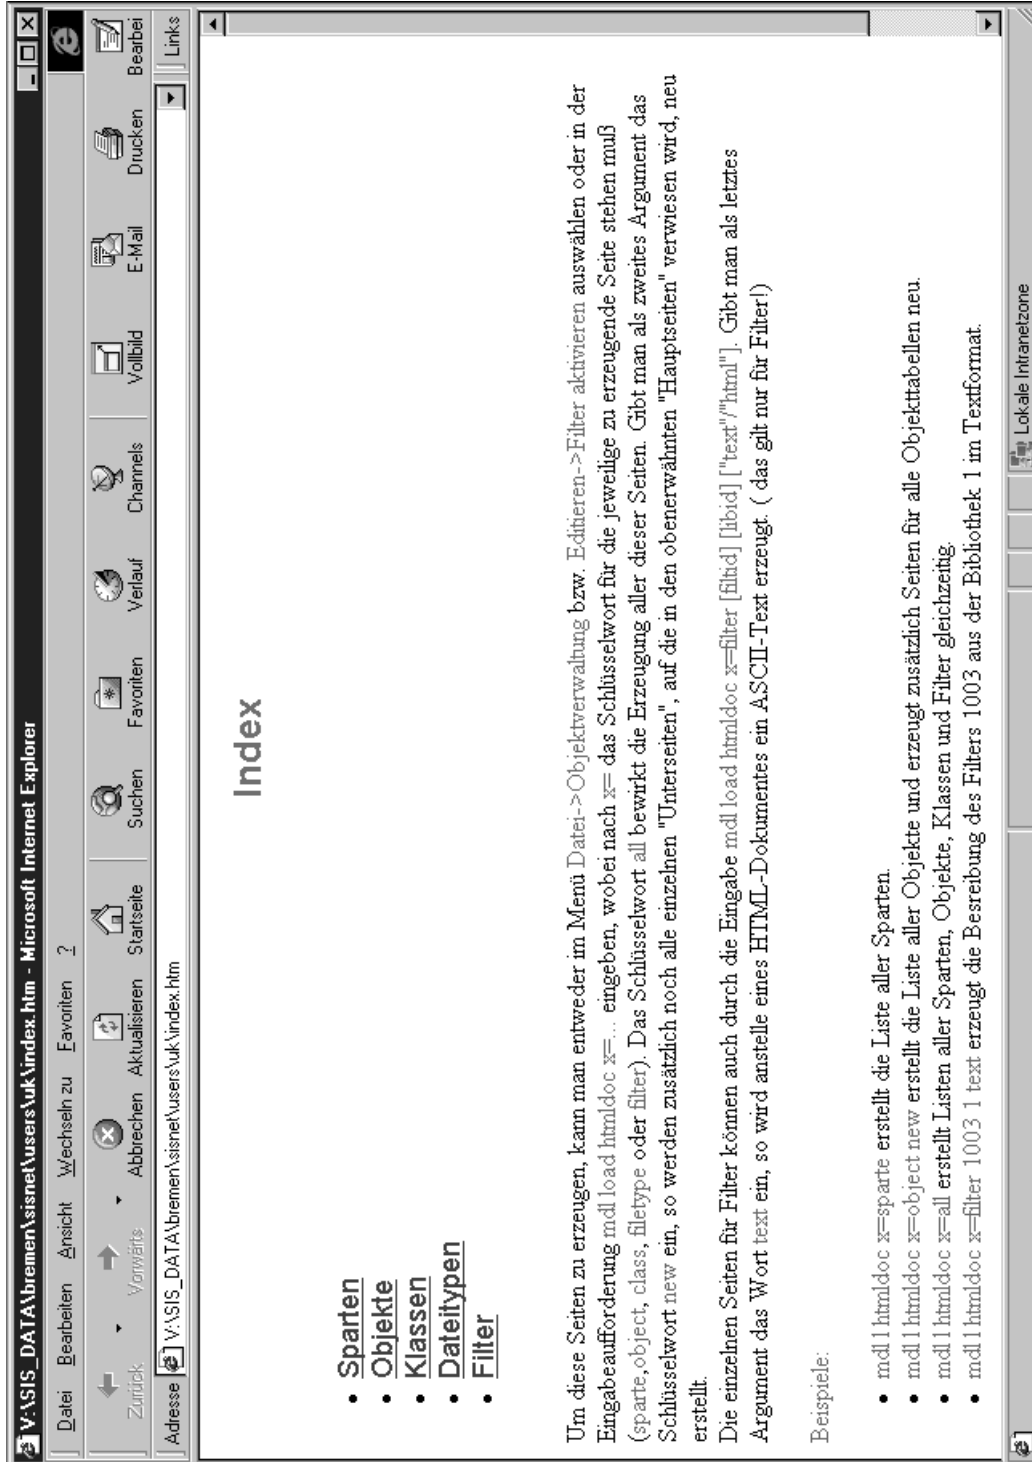 V:\SIS_DATA\bremen\sisnet\users\uk\index.htm - Microsoft Internet Explorer
Datei Bearbeiten Ansicht Wechseln zu Favoriten ?
Zurück Vorwärts Abbrechen Aktualisieren Startseite Suchen Favoriten Verlauf Channels Vollbild E-Mail Drucken Bearbei
Adresse V:\SIS_DATA\bremen\sisnet\users\uk\index.htm Links
Index
• Sparten
• Objekte
• Klassen
• Dateitypen
• Filter
Um diese Seiten zu erzeugen, kann man entweder im Menü Datei->Objektverwaltung bzw. Editieren->Filter aktivieren auswählen oder in der
Eingabeaufforderung mdl load htmldoc x=... eingeben, wobei nach x= das Schlüsselwort für die jeweilige zu erzeugende Seite stehen muß
(sparte,object, class, filetype oder filter). Das Schlüsselwort all bewirkt die Erzeugung aller dieser Seiten. Gibt man als zweites Argument das
Schlüsselwort new ein, so werden zusätzlich noch alle einzelnen "Unterseiten", auf die in den obenerwähnten "Hauptseiten" verwiesen wird, neu
erstellt.
Die einzelnen Seiten für Filter können auch durch die Eingabe mdl load htmldoc x=filter [filtid] [libid] ["text"/"html"]. Gibt man als letztes
Argument das Wort text ein, so wird anstelle eines HTML-Dokumentes ein ASCII-Text erzeugt. ( das gilt nur für Filter!)
Beispiele:
• mdl l htmldoc x=sparte erstellt die Liste aller Sparten.
• mdl l htmldoc x=object new erstellt die Liste aller Objekte und erzeugt zusätzlich Seiten für alle Objekttabellen neu.
• mdl l htmldoc x=all erstellt Listen aller Sparten, Objekte, Klassen und Filter gleichzeitig.
• mdl l htmldoc x=filter 1003 1 text erzeugt die Besreibung des Filters 1003 aus der Bibliothek 1 im Textformat.
Lokale Intranetzone